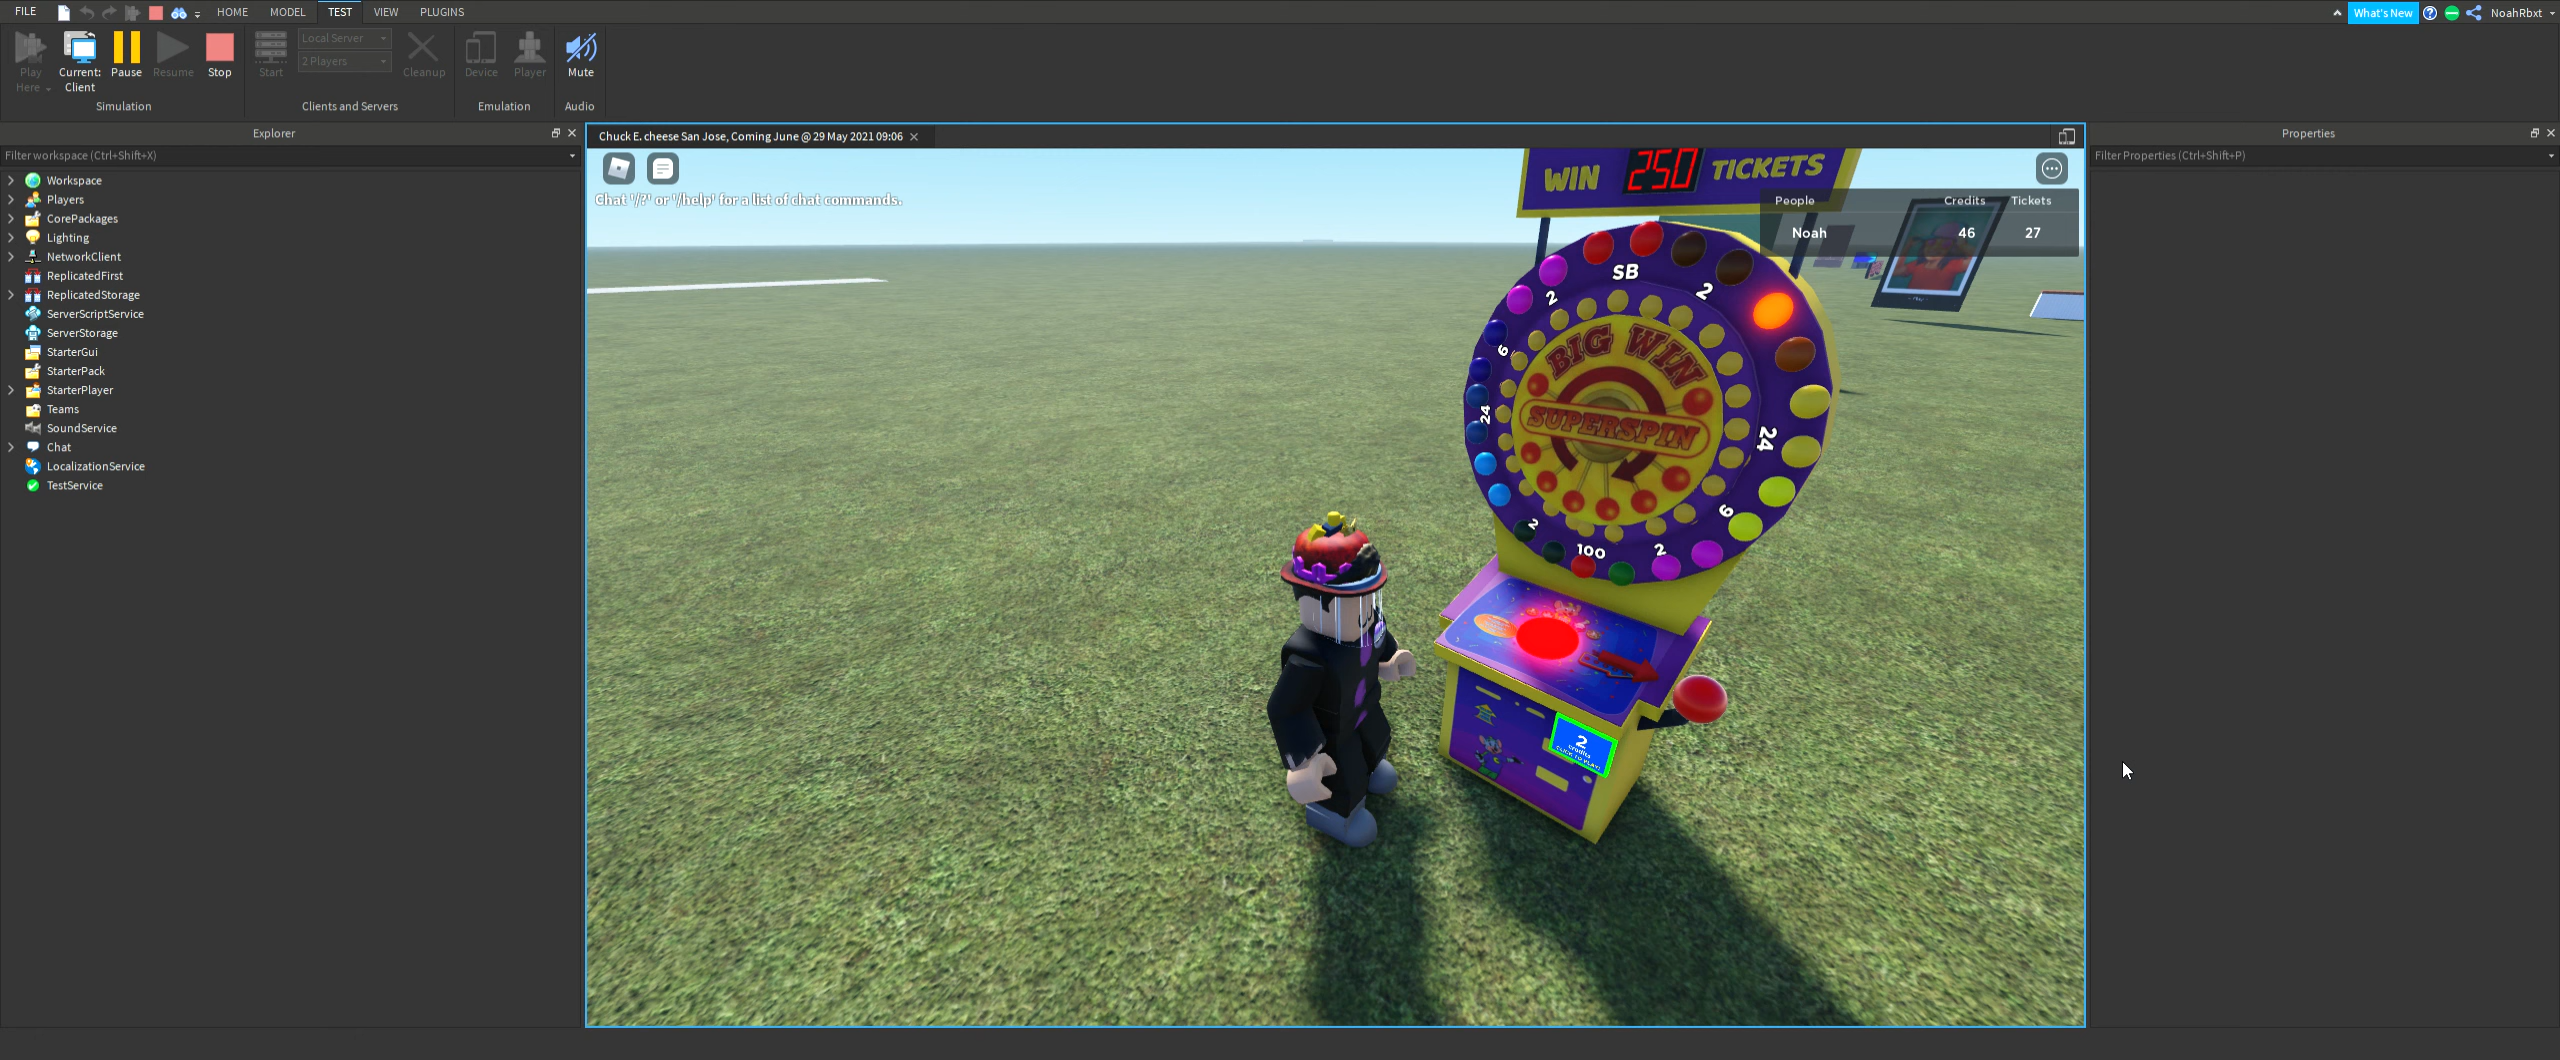 FILE
HOME
MODEL
TEST
VIEW
PLUGINS
What's New
NoahRbxt
Play
Here
Current:
Client
Pause
Resume
Stop
Simulation
Start
Local Server
2 Players
Cleanup
Clients and Servers
Device
Player
Emulation
Mute
Audio
Explorer
Filter workspace (Ctrl+Shift+X)
Workspace
Players
CorePackages
Lighting
NetworkClient
ReplicatedFirst
ReplicatedStorage
ServerScriptService
ServerStorage
StarterGui
StarterPack
StarterPlayer
Teams
SoundService
Chat
LocalizationService
TestService
Chuck E. cheese San Jose, Coming June @ 29 May 2021 09:06
Chat '/?' or '/help' for a list of chat commands.
WIN 250 TICKETS
People Credits Tickets
Noah 46 27
SB
2
2
6
24
24
6
2
100
2
BIG WIN
SUPERSPIN
2
credits
CLICK TO PLAY!
Properties
Filter Properties (Ctrl+Shift+P)